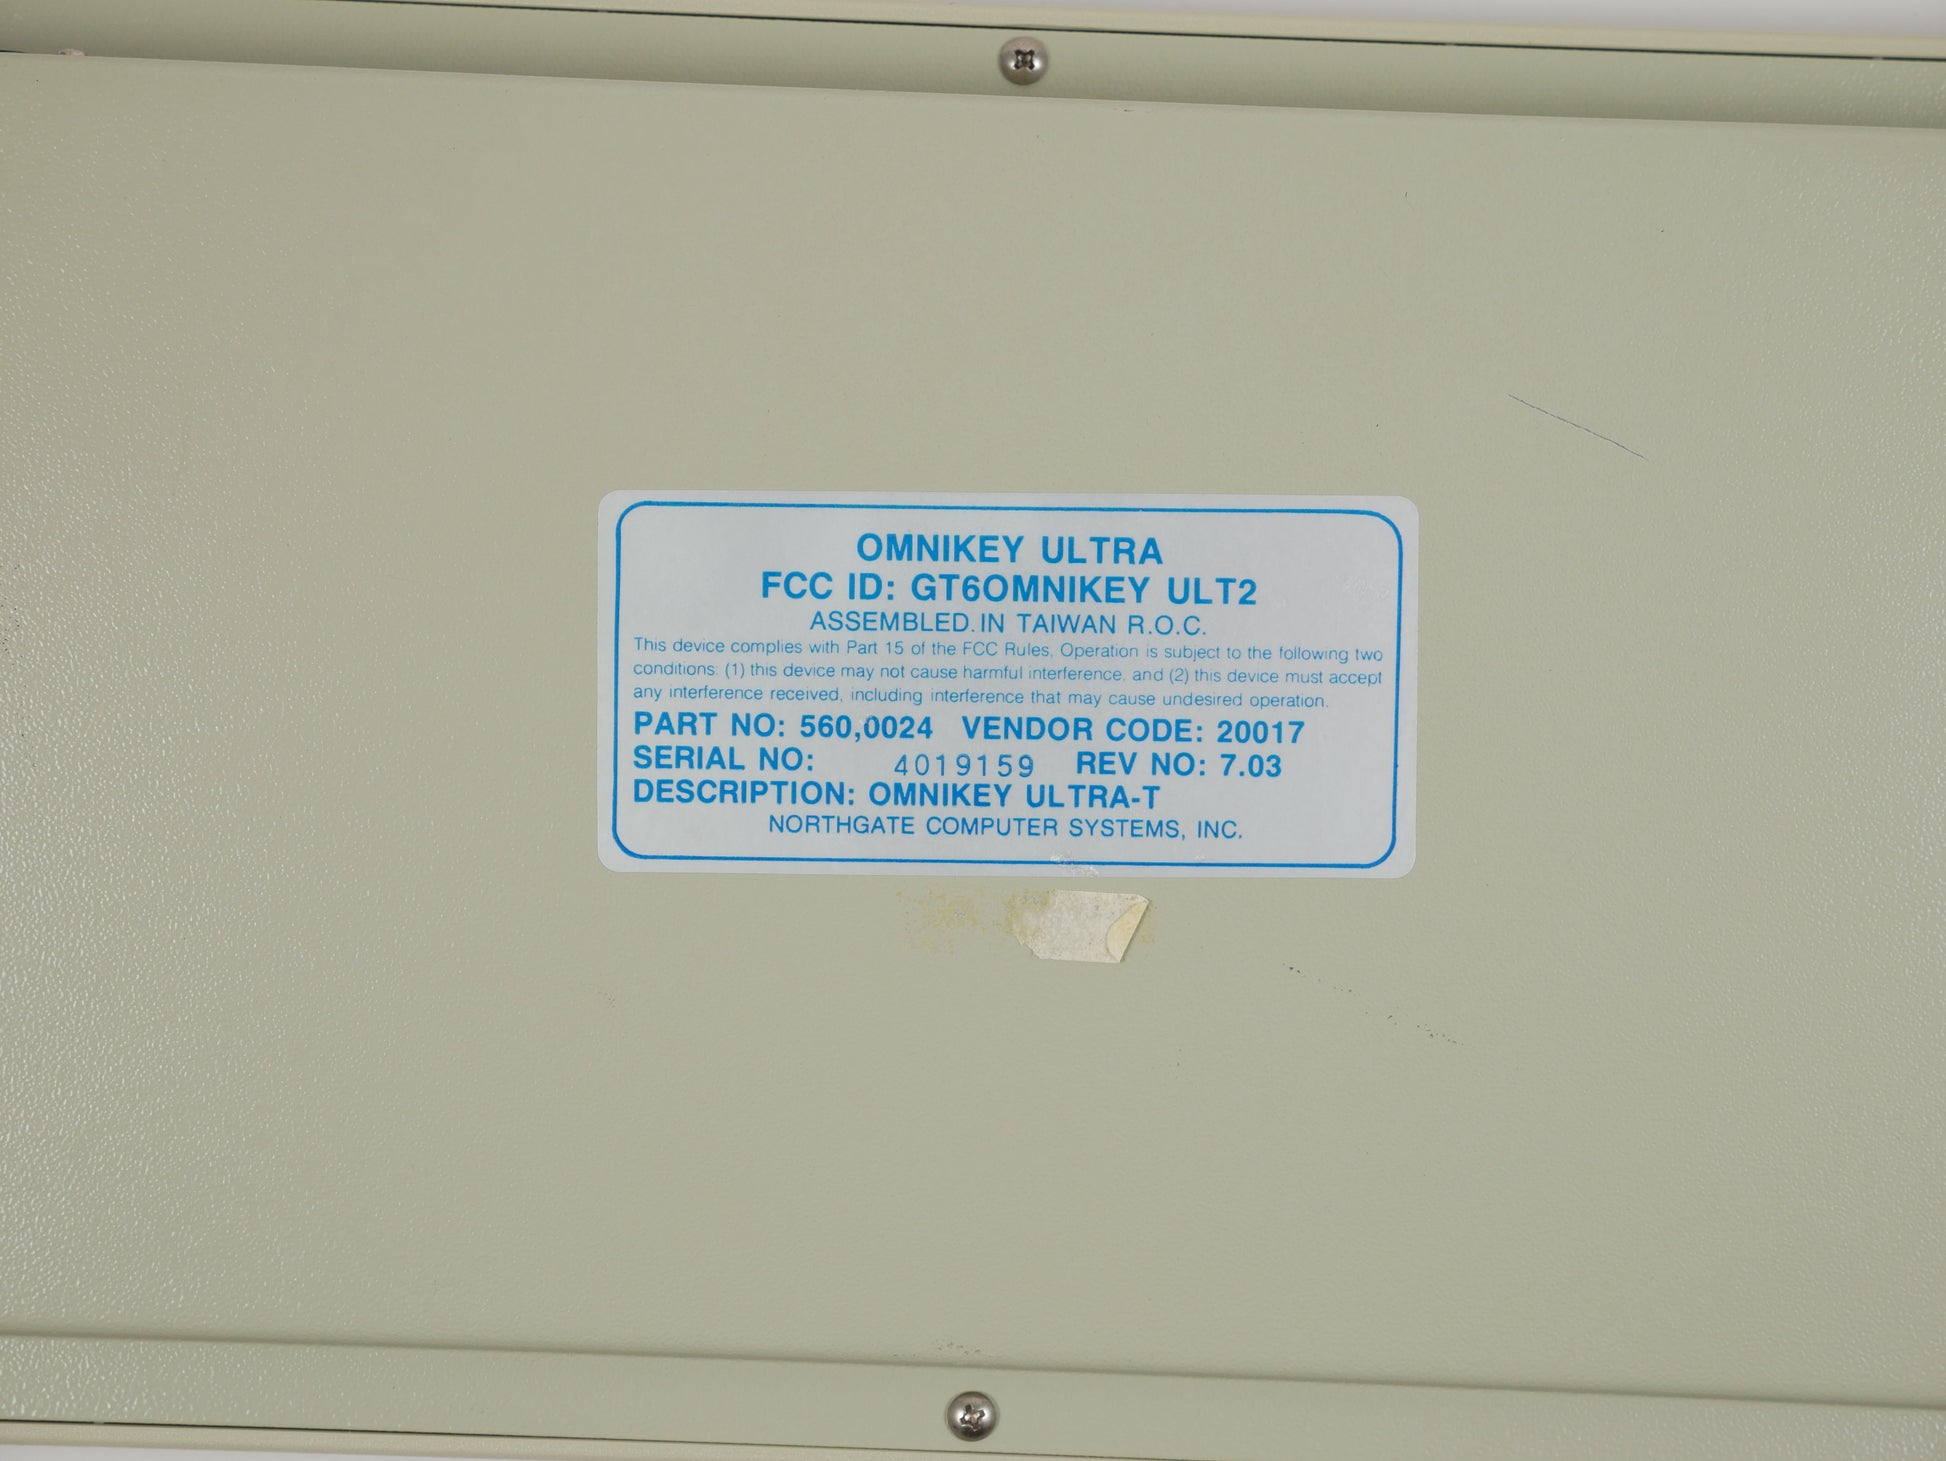 OMNIKEY ULTRA
FCC ID: GT6OMNIKEY ULT2
ASSEMBLED.IN TAIWAN R.O.C.
This device complies with Part 15 of the FCC Rules, Operation is subject to the following two
conditions: (1) this device may not cause harmful interference, and (2) this device must accept
any interference received, including interference that may cause undesired operation.
PART NO: 560,0024 VENDOR CODE: 20017
SERIAL NO: 4019159 REV NO: 7.03
DESCRIPTION: OMNIKEY ULTRA-T
NORTHGATE COMPUTER SYSTEMS, INC.